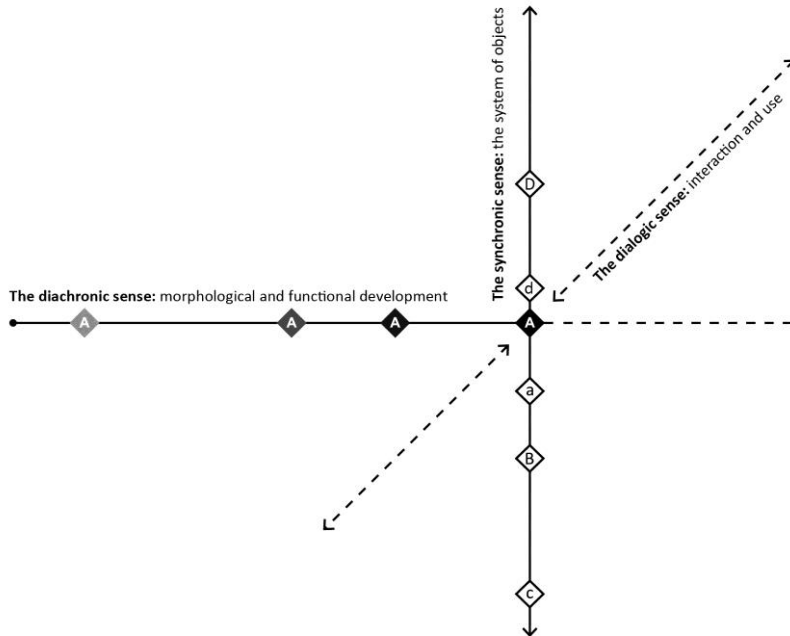 The synchronic sense: the system of objects
The dialogic sense: interaction and use
D
d
The diachronic sense: morphological and functional development
A A A A
a
B
c